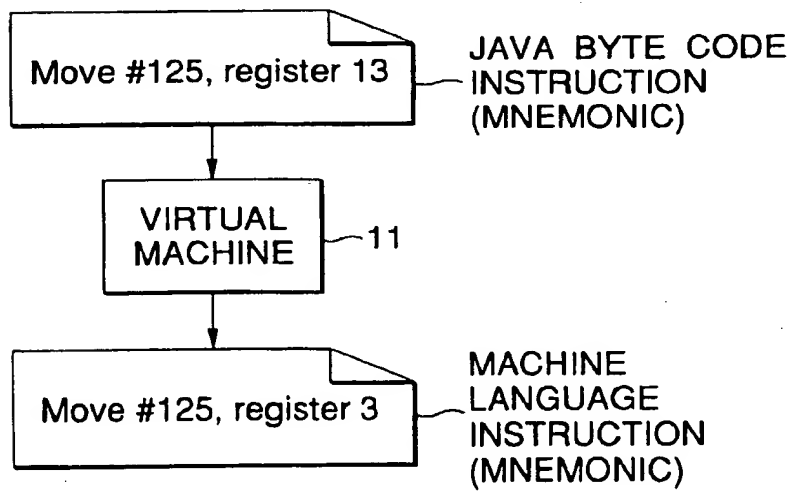 Move #125, register 13
JAVA BYTE CODE
INSTRUCTION
(MNEMONIC)
VIRTUAL
MACHINE
11
Move #125, register 3
MACHINE
LANGUAGE
INSTRUCTION
(MNEMONIC)